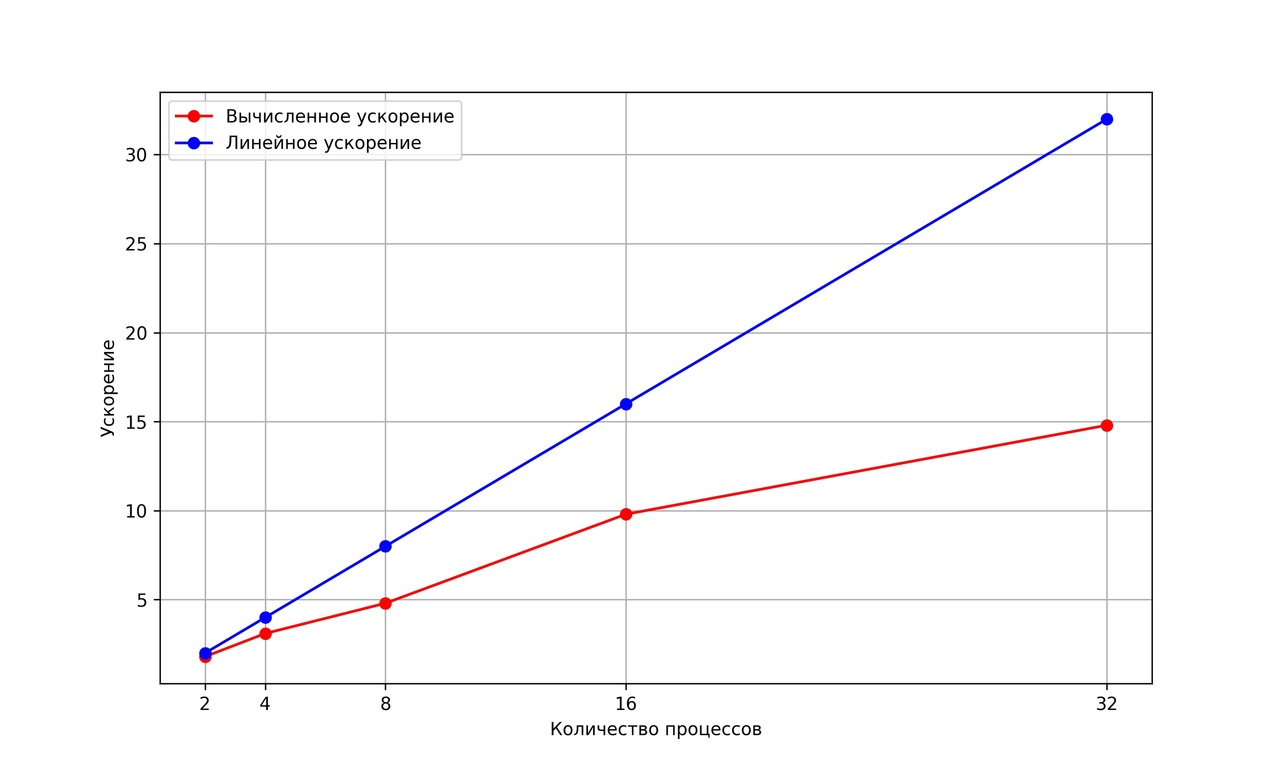 Вычисленное ускорение
Линейное ускорение
30
25
20
15
10
5
Ускорение
2 4 8 16 32
Количество процессов